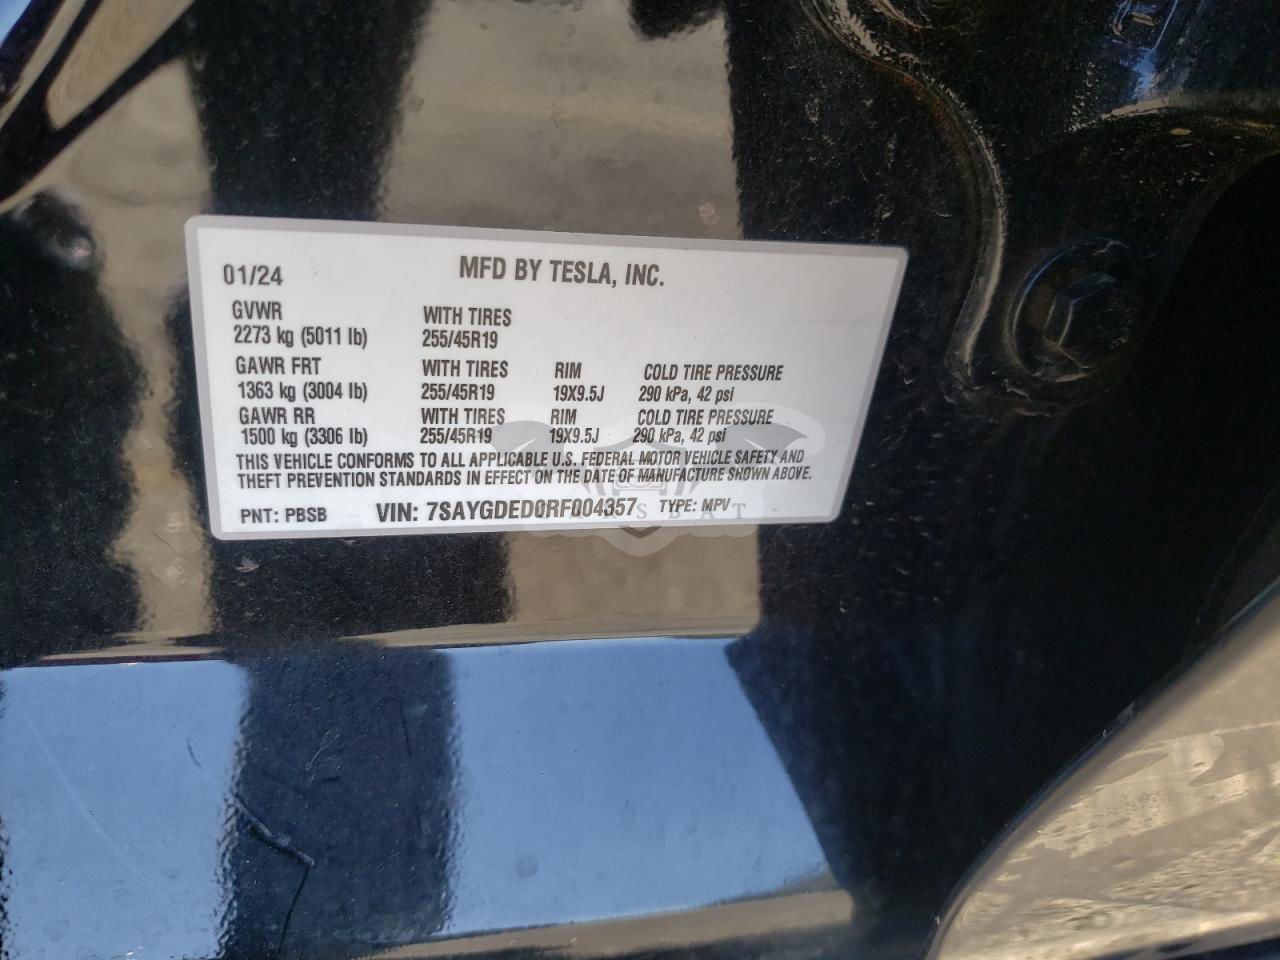 01/24 MFD BY TESLA, INC.
GVWR WITH TIRES
2273 kg (5011 lb) 255/45R19
GAWR FRT WITH TIRES RIM COLD TIRE PRESSURE
1363 kg (3004 lb) 255/45R19 19X9.5J 290 kPa, 42 psi
GAWR RR WITH TIRES RIM COLD TIRE PRESSURE
1500 kg (3306 lb) 255/45R19 19X9.5J 290 kPa, 42 psi
THIS VEHICLE CONFORMS TO ALL APPLICABLE U.S. FEDERAL MOTOR VEHICLE SAFETY AND
THEFT PREVENTION STANDARDS IN EFFECT ON THE DATE OF MANUFACTURE SHOWN ABOVE.
PNT: PBSB VIN: 7SAYGDED0RF004357 TYPE: MPV